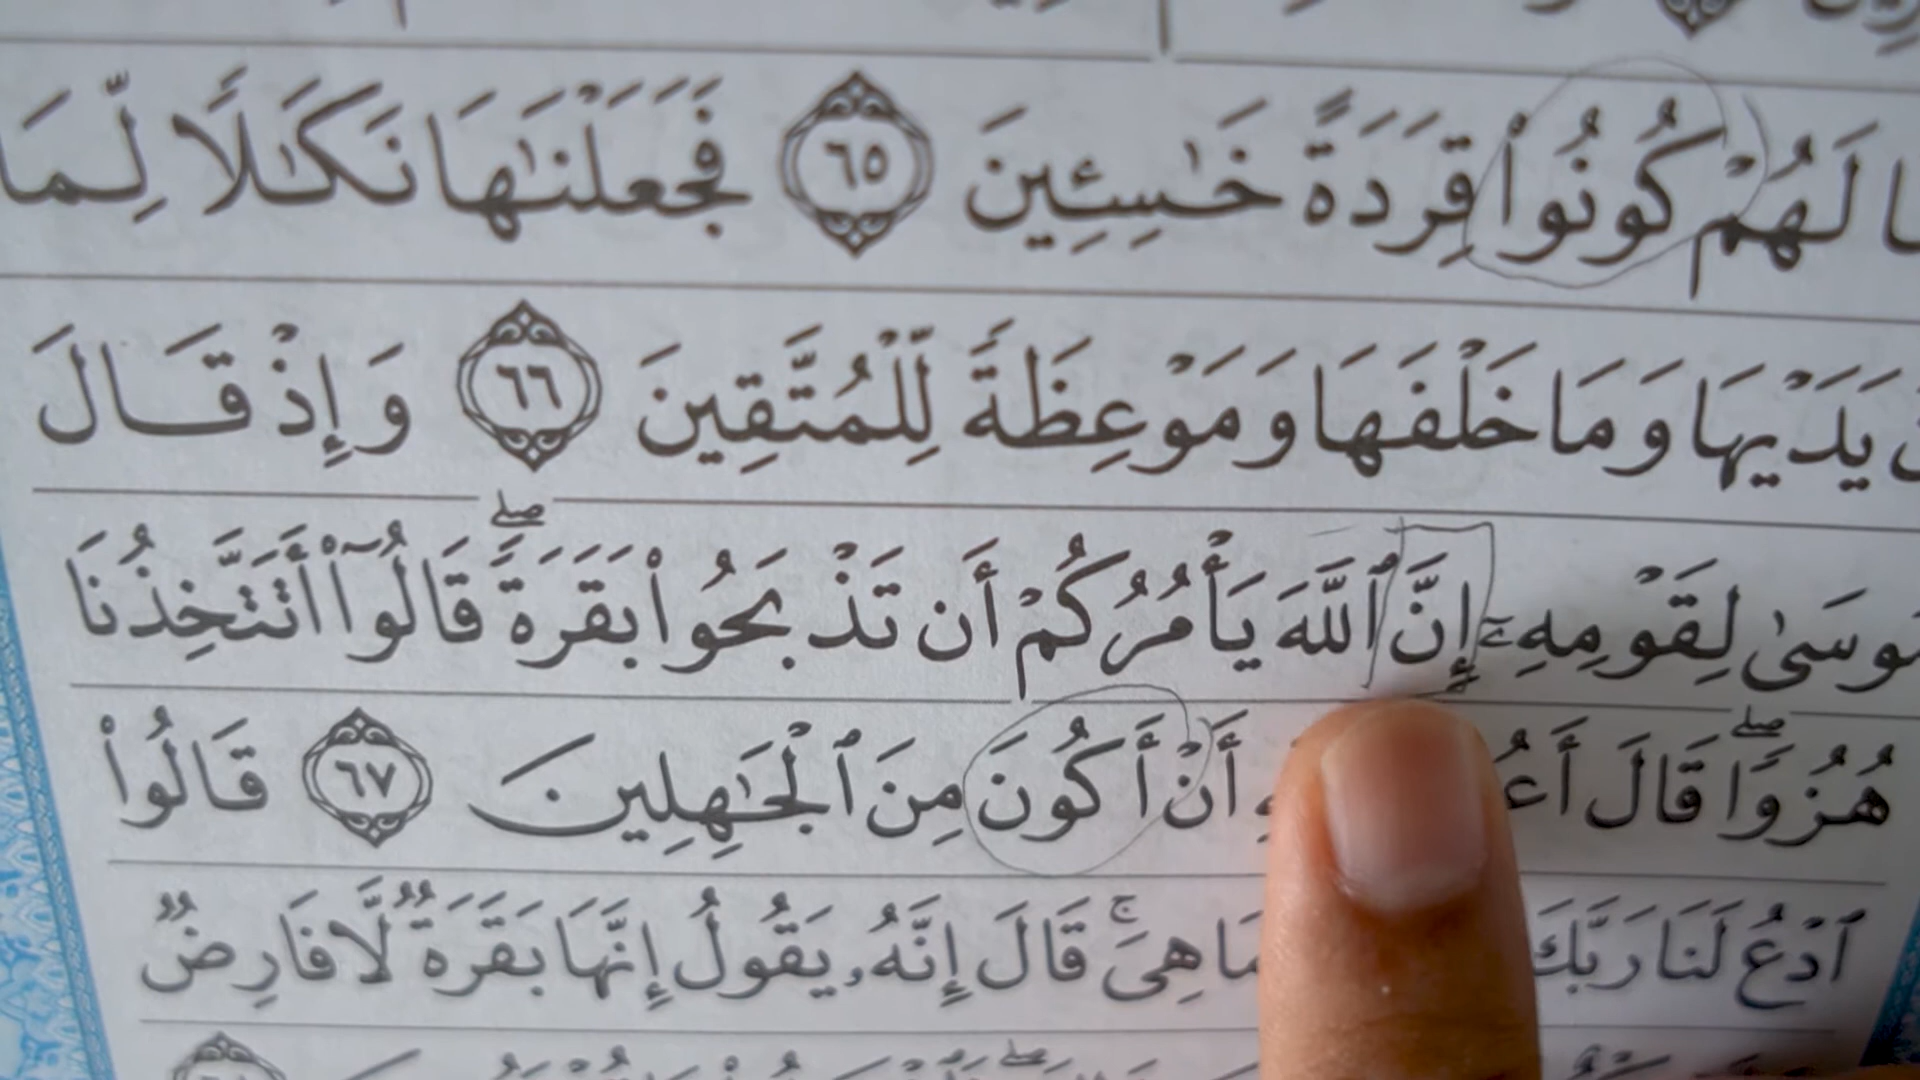 لَهُمْ كُونُوا۟ قِرَدَةً خَـٰسِـِٔينَ ٦٥ فَجَعَلْنَـٰهَا نَكَـٰلًا لِّمَا
يَدَيْهَا وَمَا خَلْفَهَا وَمَوْعِظَةً لِّلْمُتَّقِينَ ٦٦ وَإِذْ قَالَ
مُوسَىٰ لِقَوْمِهِۦٓ إِنَّ ٱللَّهَ يَأْمُرُكُمْ أَن تَذْبَحُوا۟ بَقَرَةً ۖ قَالُوٓا۟ أَتَتَّخِذُنَا
هُزُوًا ۖ قَالَ أَنْ أَكُونَ مِنَ ٱلْجَـٰهِلِينَ ٦٧ قَالُوا۟
ٱدْعُ لَنَا رَبَّكَ مَا هِىَ ۚ قَالَ إِنَّهُۥ يَقُولُ إِنَّهَا بَقَرَةٌ لَّا فَارِضٌ